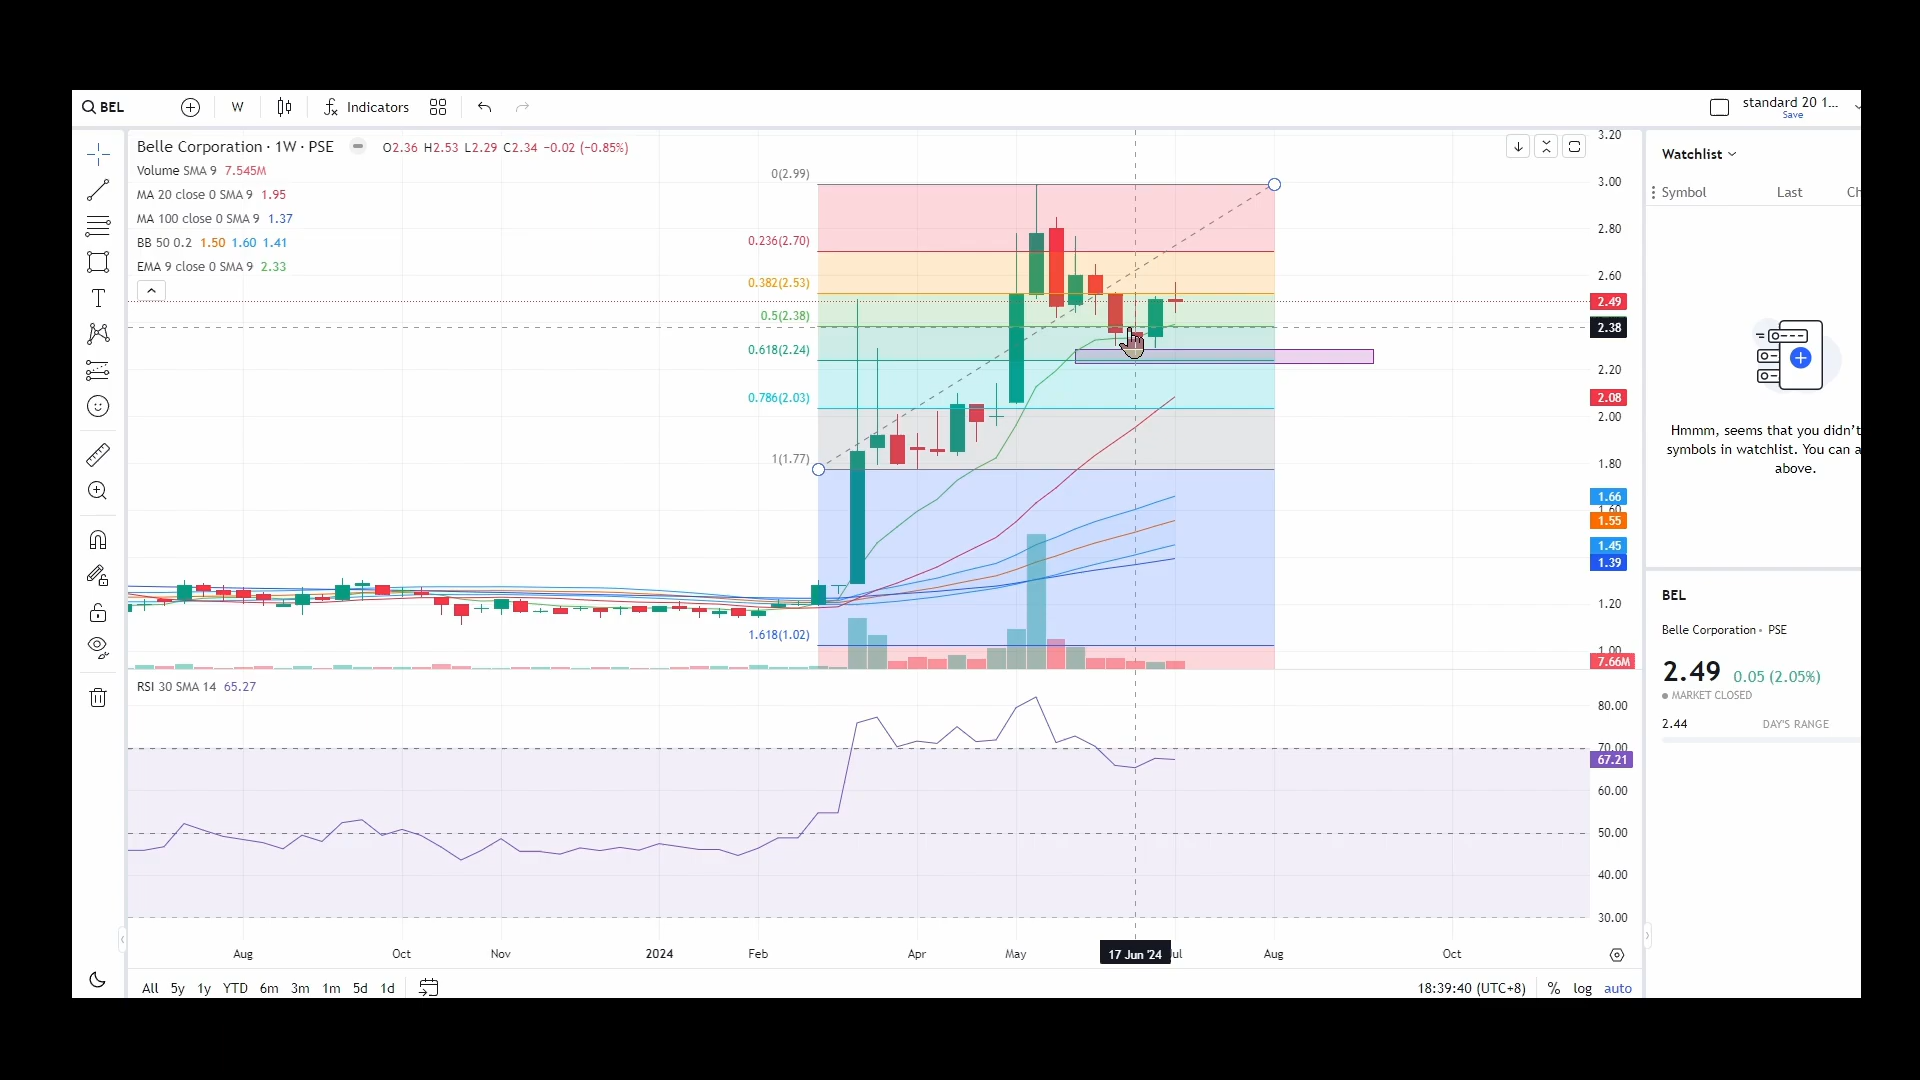 BEL
W
Indicators
standard 20 1...
Save
Belle Corporation · 1W · PSE
O2.36 H2.53 L2.29 C2.34 −0.02 (−0.85%)
Volume SMA 9 7.545M
MA 20 close 0 SMA 9 1.95
MA 100 close 0 SMA 9 1.37
BB 50 0.2 1.50 1.60 1.41
EMA 9 close 0 SMA 9 2.33
0(2.99)
0.236(2.70)
0.382(2.53)
0.5(2.38)
0.618(2.24)
0.786(2.03)
1(1.77)
1.618(1.02)
3.20
3.00
2.80
2.60
2.49
2.38
2.20
2.08
2.00
1.80
1.66
1.60
1.55
1.45
1.39
1.20
1.00
7.66M
RSI 30 SMA 14 65.27
80.00
70.00
67.21
60.00
50.00
40.00
30.00
Aug
Oct
Nov
2024
Feb
Apr
May
17 Jun '24
Jul
Aug
Oct
All 5y 1y YTD 6m 3m 1m 5d 1d
18:39:40 (UTC+8)
%
log
auto
Watchlist
Symbol Last Ch
Hmmm, seems that you didn’t
symbols in watchlist. You can a
above.
BEL
Belle Corporation • PSE
2.49 0.05 (2.05%)
MARKET CLOSED
2.44 DAY'S RANGE